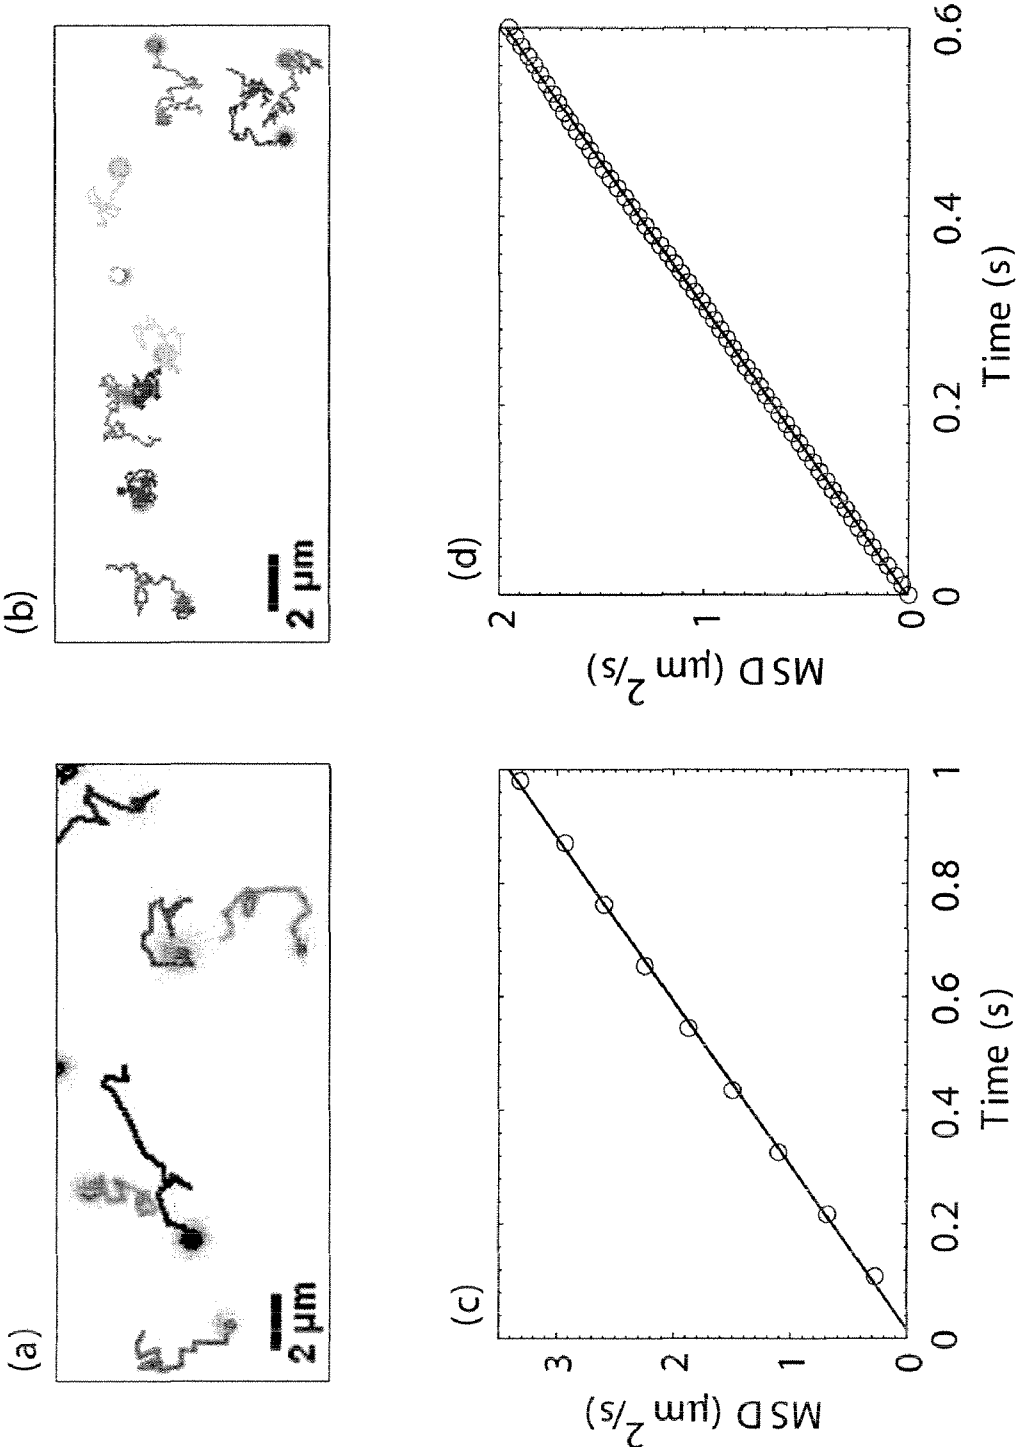 (a)
2 μm
(b)
2 μm
(c)
MSD (μm²/s)
3
2
1
0
0 0.2 0.4 0.6 0.8 1
Time (s)
(d)
MSD (μm²/s)
2
1
0
0 0.2 0.4 0.6
Time (s)